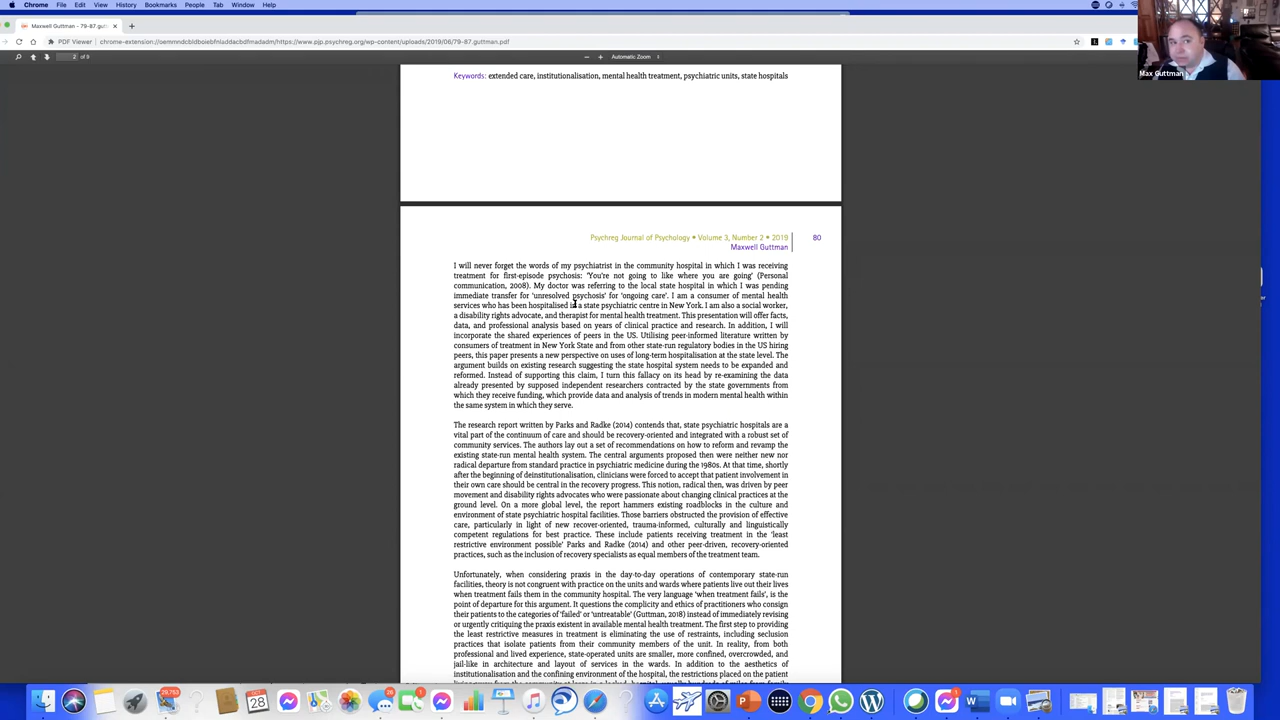 Chrome File Edit View History Bookmarks People Tab Window Help
Maxwell Guttman - 79-87.gutt
PDF Viewer chrome-extension://oemmndcbldboiebfnladdacbdfmadadm/https://www.pjp.psychreg.org/wp-content/uploads/2019/06/79-87.guttman.pdf
2 of 9
Automatic Zoom
Max Guttman
Keywords: extended care, institutionalisation, mental health treatment, psychiatric units, state hospitals
Psychreg Journal of Psychology • Volume 3, Number 2 • 2019
80
Maxwell Guttman
I will never forget the words of my psychiatrist in the community hospital in which I was receiving
treatment for first-episode psychosis: ‘You’re not going to like where you are going’ (Personal
communication, 2008). My doctor was referring to the local state hospital in which I was pending
immediate transfer for ‘unresolved psychosis’ for ‘ongoing care’. I am a consumer of mental health
services who has been hospitalised in a state psychiatric centre in New York. I am also a social worker,
a disability rights advocate, and therapist for mental health treatment. This presentation will offer facts,
data, and professional analysis based on years of clinical practice and research. In addition, I will
incorporate the shared experiences of peers in the US. Utilising peer-informed literature written by
consumers of treatment in New York State and from other state-run regulatory bodies in the US hiring
peers, this paper presents a new perspective on uses of long-term hospitalisation at the state level. The
argument builds on existing research suggesting the state hospital system needs to be expanded and
reformed. Instead of supporting this claim, I turn this fallacy on its head by re-examining the data
already presented by supposed independent researchers contracted by the state governments from
which they receive funding, which provide data and analysis of trends in modern mental health within
the same system in which they serve.
The research report written by Parks and Radke (2014) contends that, state psychiatric hospitals are a
vital part of the continuum of care and should be recovery-oriented and integrated with a robust set of
community services. The authors lay out a set of recommendations on how to reform and revamp the
existing state-run mental health system. The central arguments proposed then were neither new nor
radical departure from standard practice in psychiatric medicine during the 1980s. At that time, shortly
after the beginning of deinstitutionalisation, clinicians were forced to accept that patient involvement in
their own care should be central in the recovery progress. This notion, radical then, was driven by peer
movement and disability rights advocates who were passionate about changing clinical practices at the
ground level. On a more global level, the report hammers existing roadblocks in the culture and
environment of state psychiatric hospital facilities. Those barriers obstructed the provision of effective
care, particularly in light of new recover-oriented, trauma-informed, culturally and linguistically
competent regulations for best practice. These include patients receiving treatment in the ‘least
restrictive environment possible’ Parks and Radke (2014) and other peer-driven, recovery-oriented
practices, such as the inclusion of recovery specialists as equal members of the treatment team.
Unfortunately, when considering praxis in the day-to-day operations of contemporary state-run
facilities, theory is not congruent with practice on the units and wards where patients live out their lives
when treatment fails them in the community hospital. The very language ‘when treatment fails’, is the
point of departure for this argument. It questions the complicity and ethics of practitioners who consign
their patients to the categories of ‘failed’ or ‘untreatable’ (Guttman, 2018) instead of immediately revising
or urgently critiquing the praxis existent in available mental health treatment. The first step to providing
the least restrictive measures in treatment is eliminating the use of restraints, including seclusion
practices that isolate patients from their community members of the unit. In reality, from both
professional and lived experience, state-operated units are smaller, more confined, overcrowded, and
jail-like in architecture and layout of services in the wards. In addition to the aesthetics of
institutionalisation and the confining environment of the hospital, the restrictions placed on the patient
29,753
OCT
28